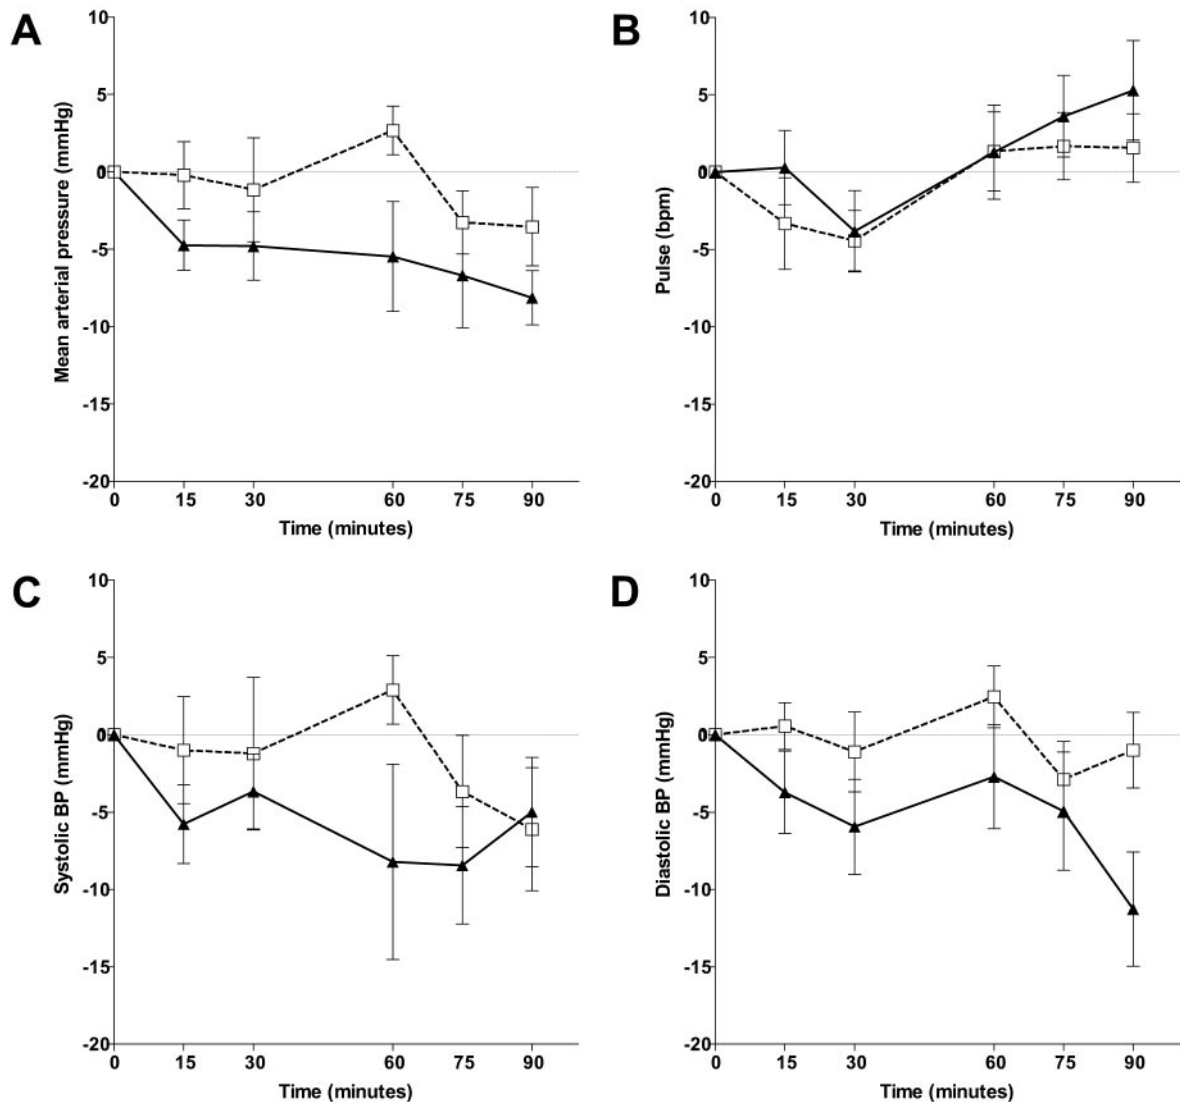 A
Mean arterial pressure (mmHg)
10
5
0
-5
-10
-15
-20
0 15 30 60 75 90
Time (minutes)
B
Pulse (bpm)
10
5
0
-5
-10
-15
-20
0 15 30 60 75 90
Time (minutes)
C
Systolic BP (mmHg)
10
5
0
-5
-10
-15
-20
0 15 30 60 75 90
Time (minutes)
D
Diastolic BP (mmHg)
10
5
0
-5
-10
-15
-20
0 15 30 60 75 90
Time (minutes)